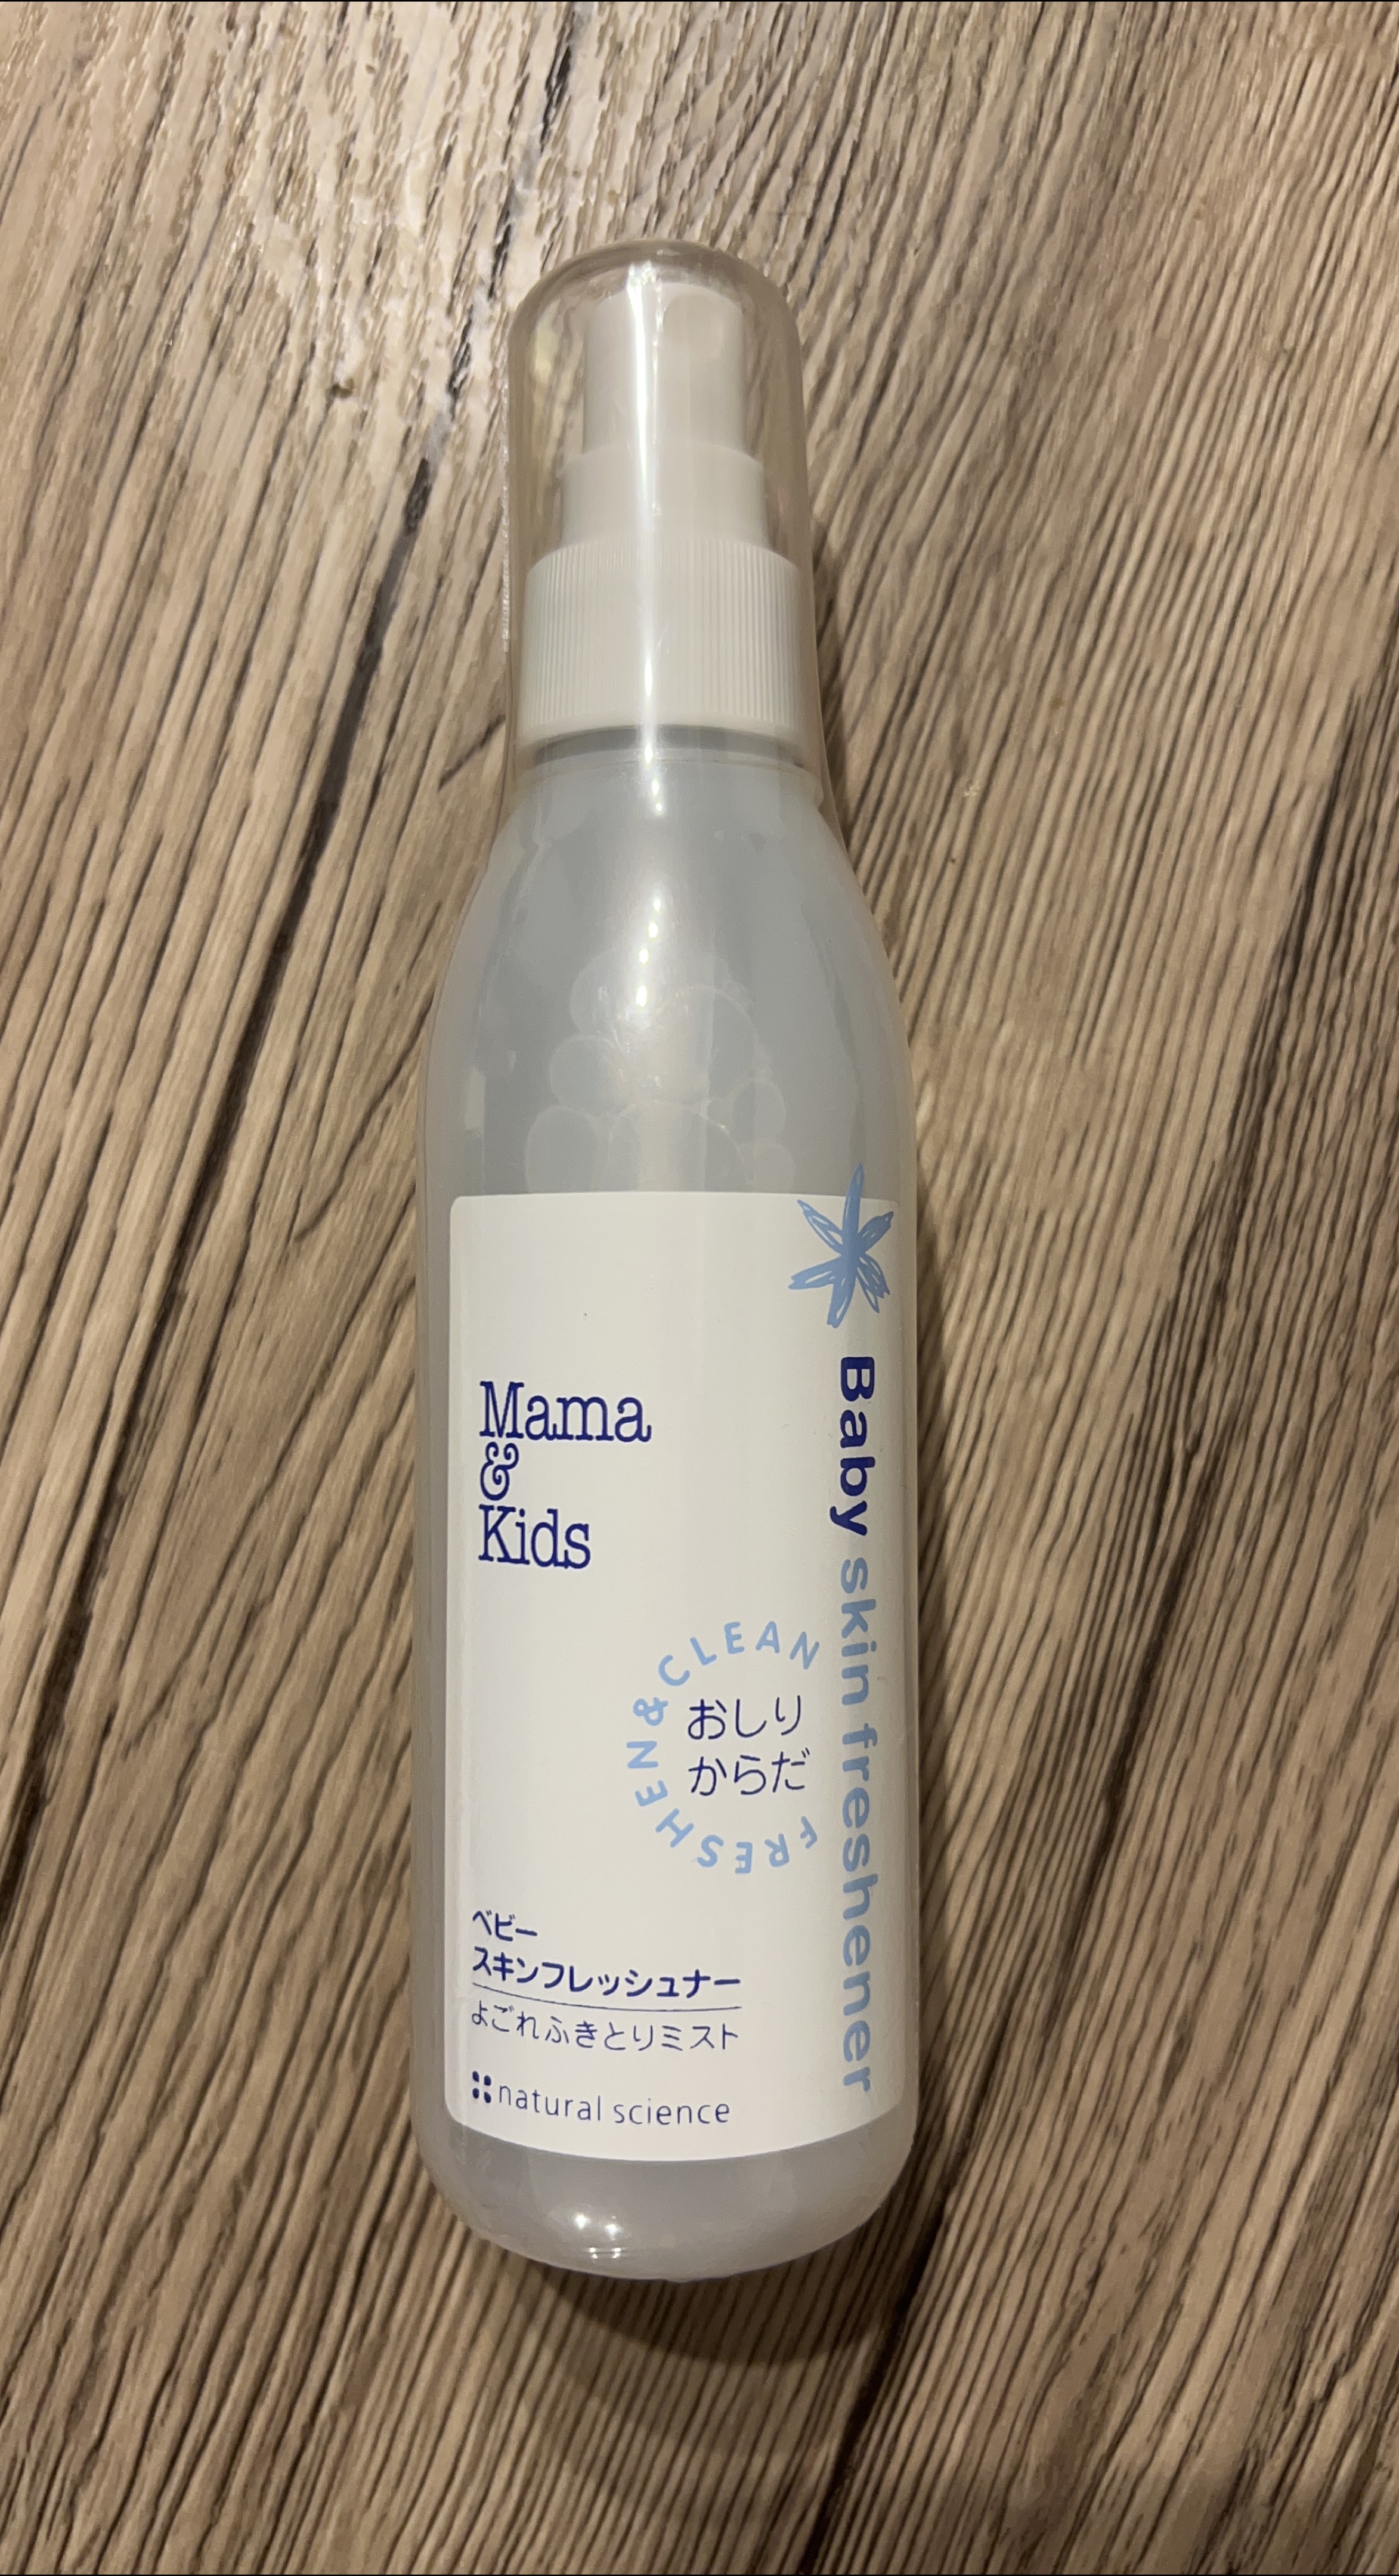 Mama
&
Kids
Baby skin freshener
FRESHEN & CLEAN
おしり
からだ
ベビー
スキンフレッシュナー
よごれふきとりミスト
natural science